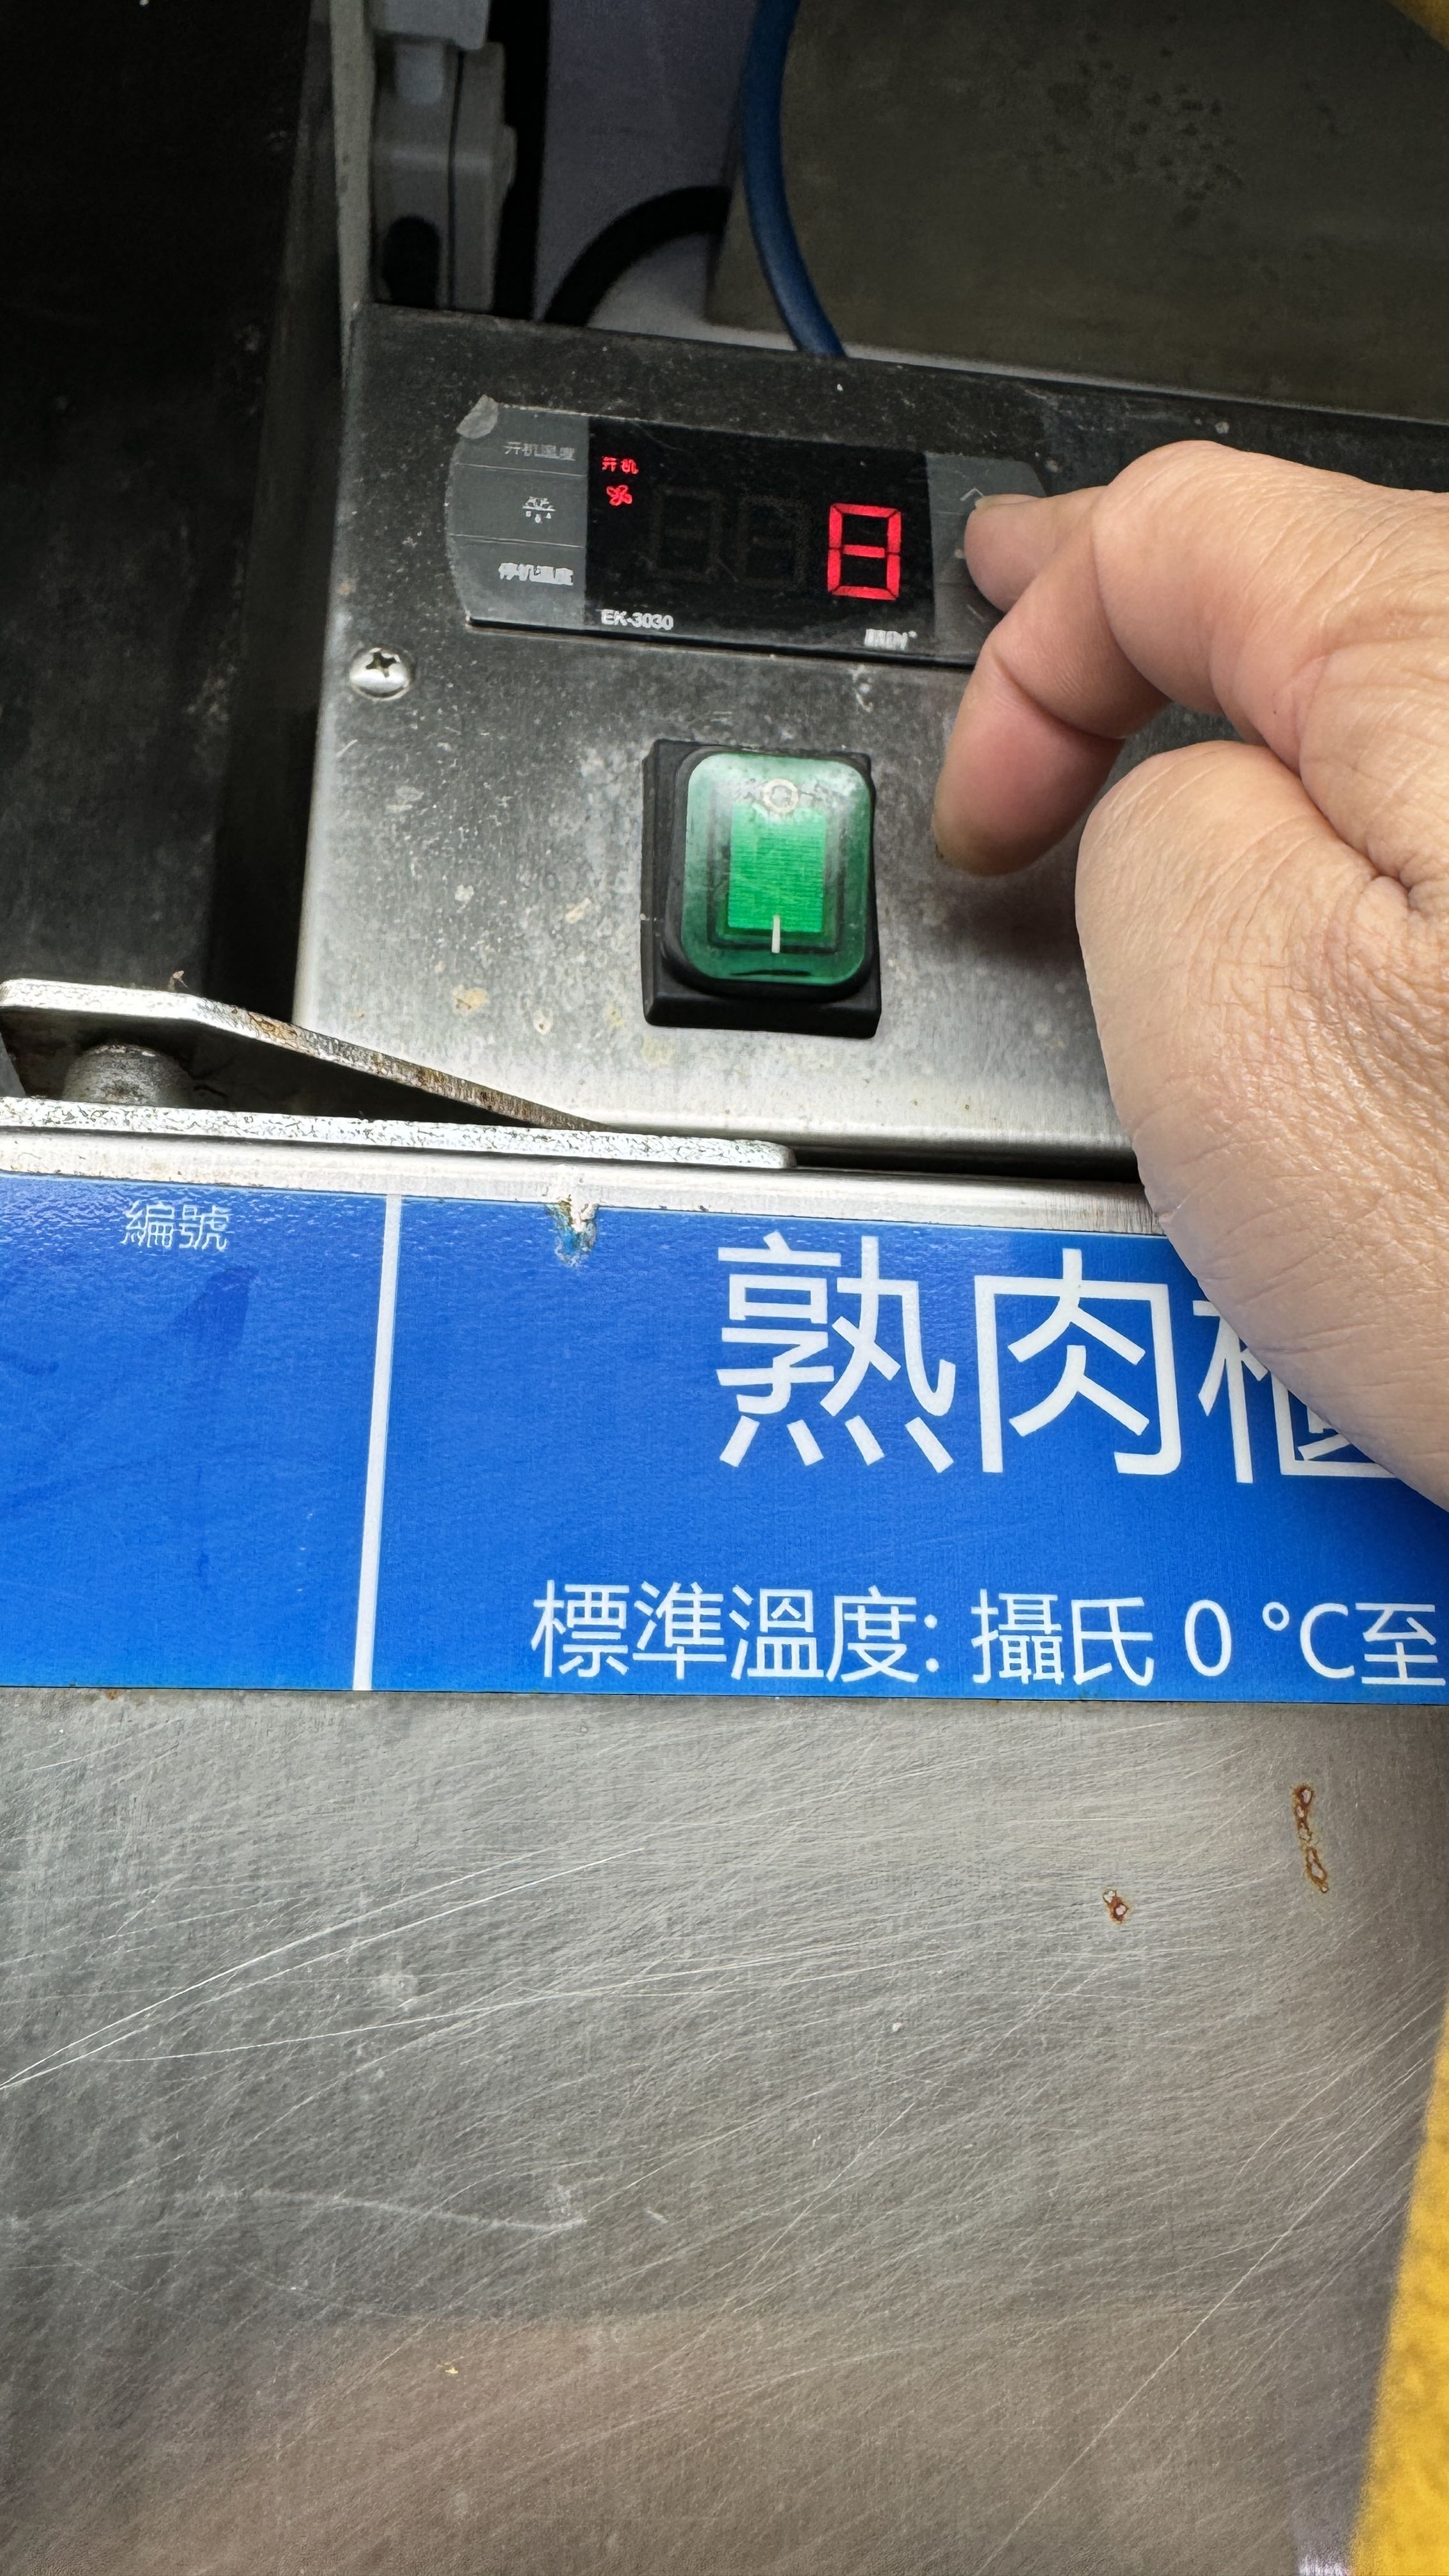 开机温度
开机
8
停机温度
EK-3030
編號
熟肉櫃
標準溫度: 攝氏 0 °C至